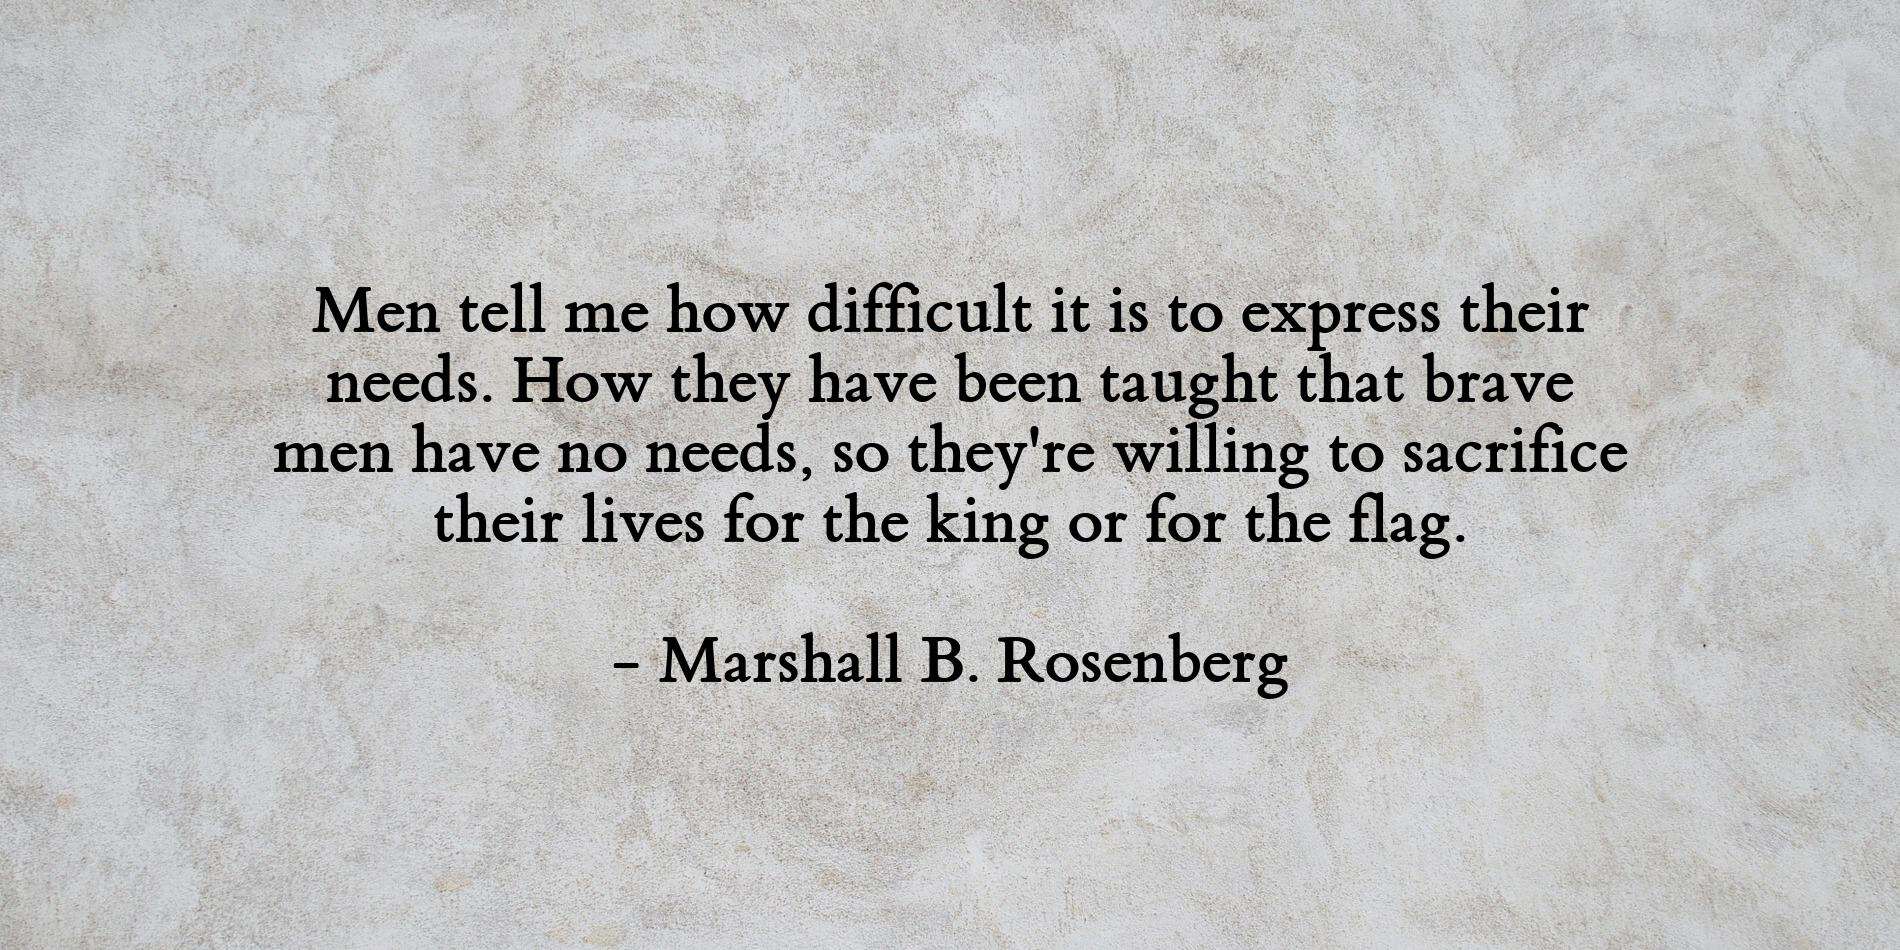 Men tell me how difficult it is to express their
needs. How they have been taught that brave
men have no needs, so they're willing to sacrifice
their lives for the king or for the flag.
– Marshall B. Rosenberg